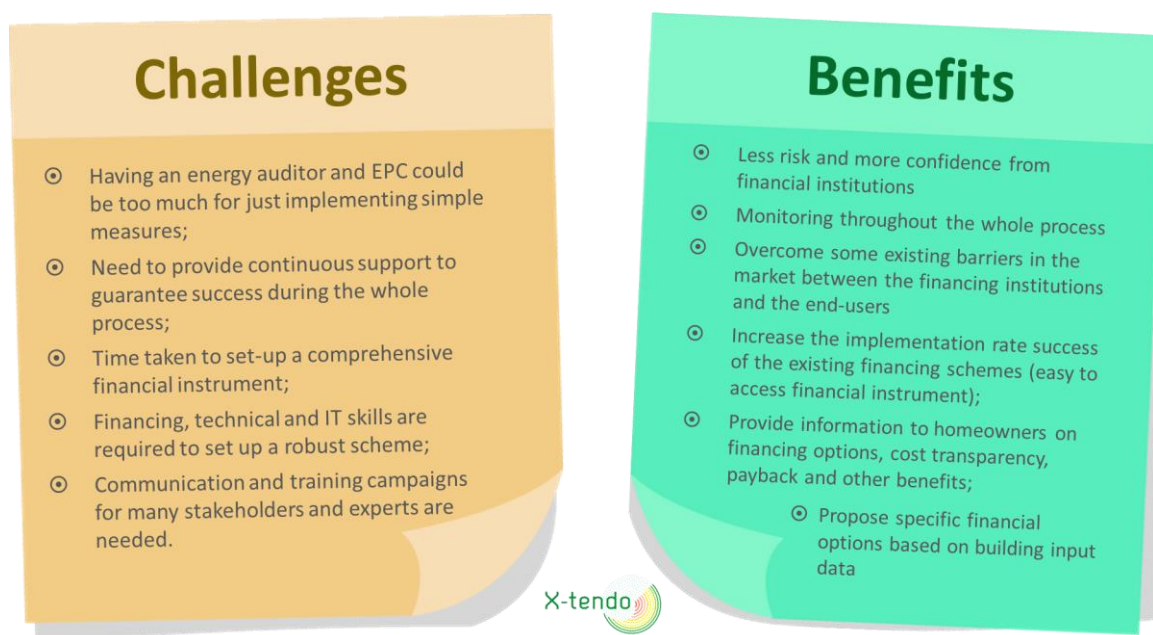 Challenges
Having an energy auditor and EPC could
be too much for just implementing simple
measures;
Need to provide continuous support to
guarantee success during the whole
process;
Time taken to set-up a comprehensive
financial instrument;
Financing, technical and IT skills are
required to set up a robust scheme;
Communication and training campaigns
for many stakeholders and experts are
needed.
Benefits
Less risk and more confidence from
financial institutions
Monitoring throughout the whole process
Overcome some existing barriers in the
market between the financing institutions
and the end-users
Increase the implementation rate success
of the existing financing schemes (easy to
access financial instrument);
Provide information to homeowners on
financing options, cost transparency,
payback and other benefits;
Propose specific financial
options based on building input
data
X-tendo